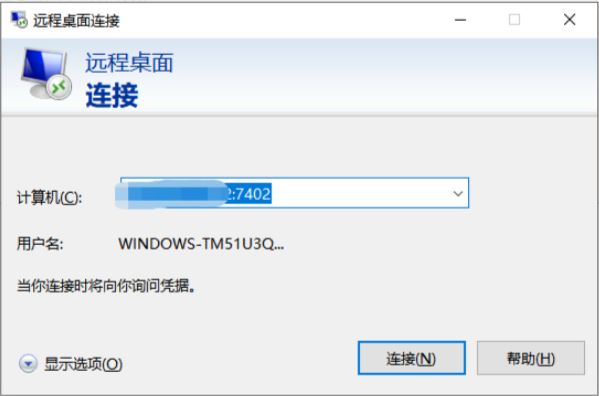 远程桌面连接
远程桌面
连接
计算机(C):
:7402
用户名: WINDOWS-TM51U3Q...
当你连接时将向你询问凭据。
显示选项(O) 连接(N) 帮助(H)